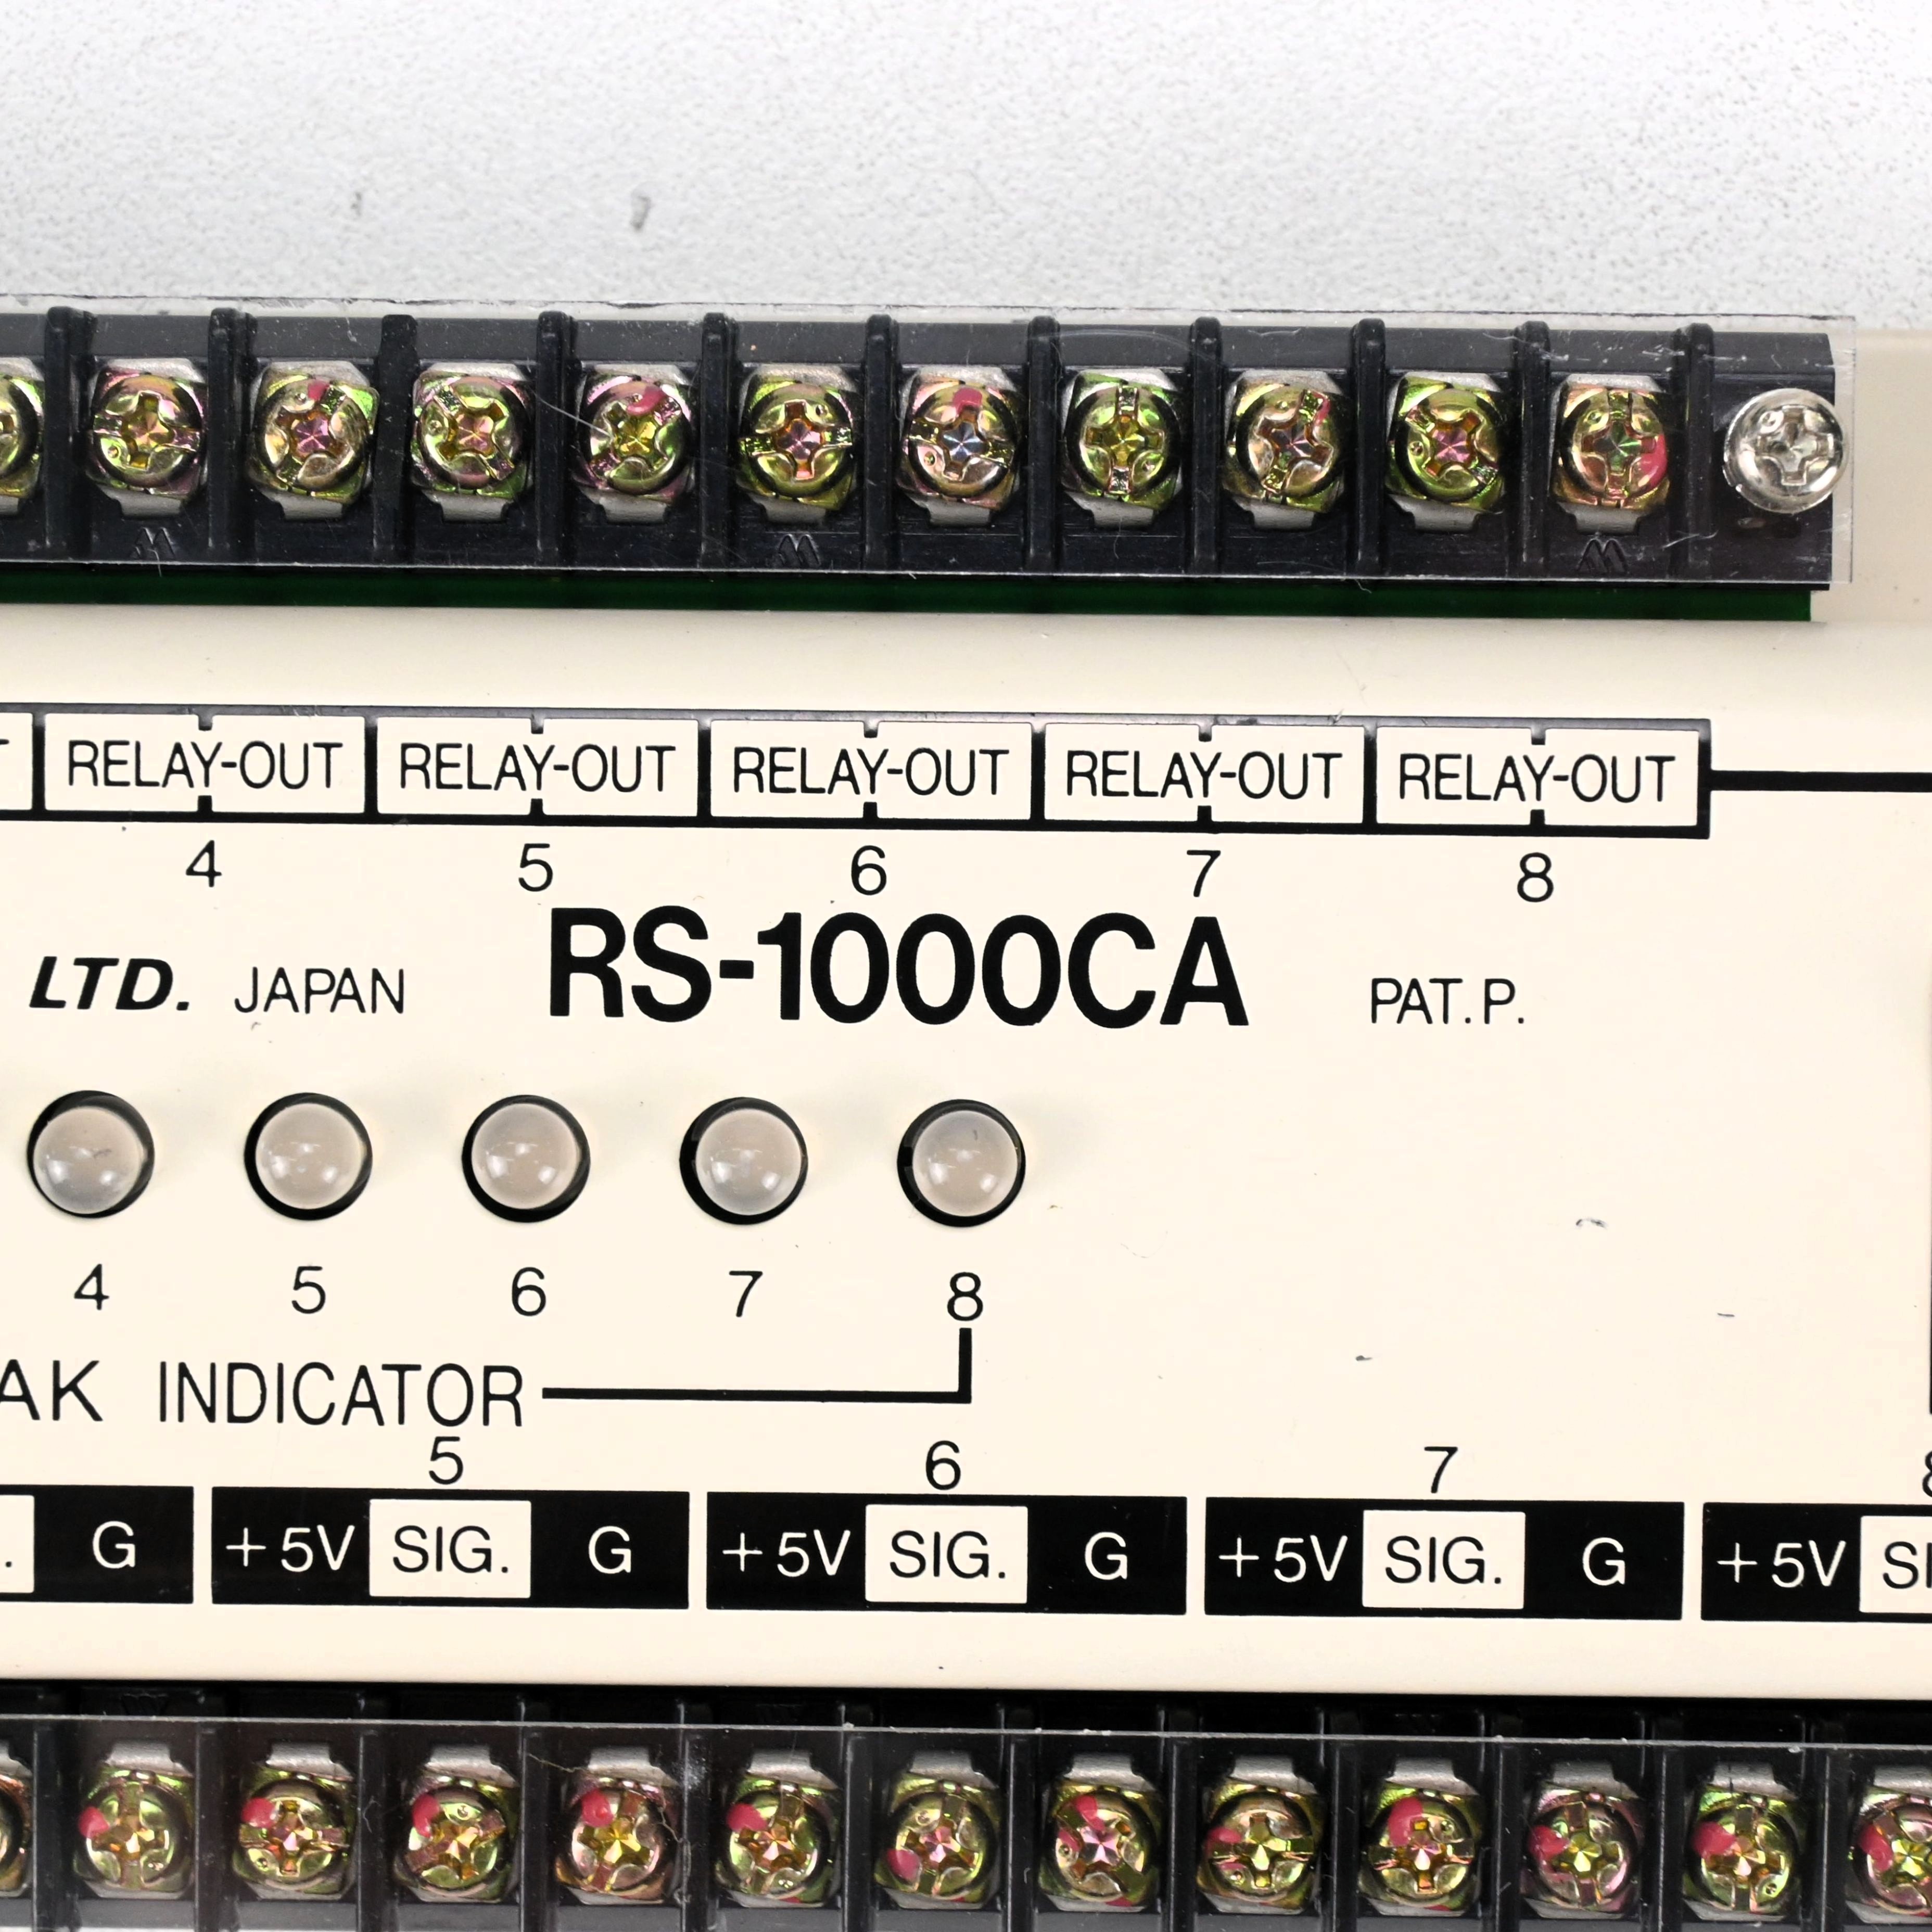 RELAY-OUT RELAY-OUT RELAY-OUT RELAY-OUT RELAY-OUT
4 5 6 7 8
LTD. JAPAN RS-1000CA PAT. P.
4 5 6 7 8
INDICATOR
5 6 7
G +5V SIG. G +5V SIG. G +5V SIG. G +5V